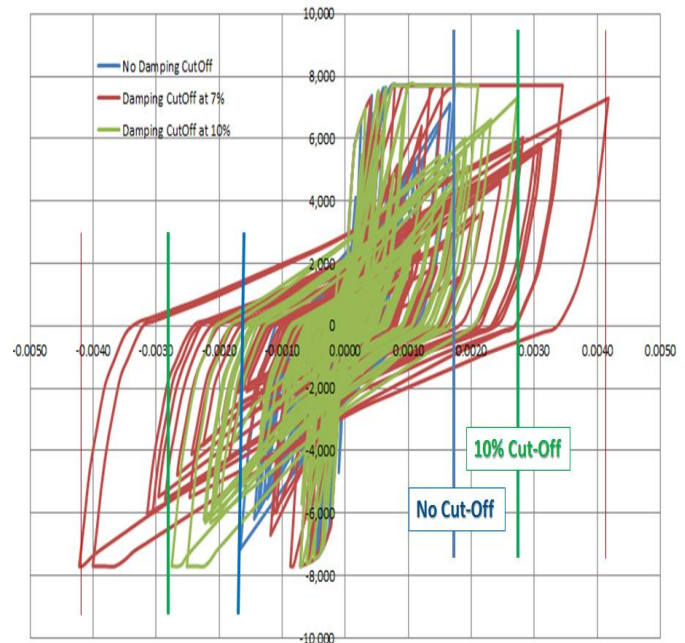 10,000
8,000
6,000
4,000
2,000
0
-2,000
-4,000
-6,000
-8,000
-10,000
No Damping CutOff
Damping CutOff at 7%
Damping CutOff at 10%
-0.0050 -0.0040 -0.0030 -0.0020 -0.0010 0.0000 0.0010 0.0020 0.0030 0.0040 0.0050
10% Cut-Off
No Cut-Off